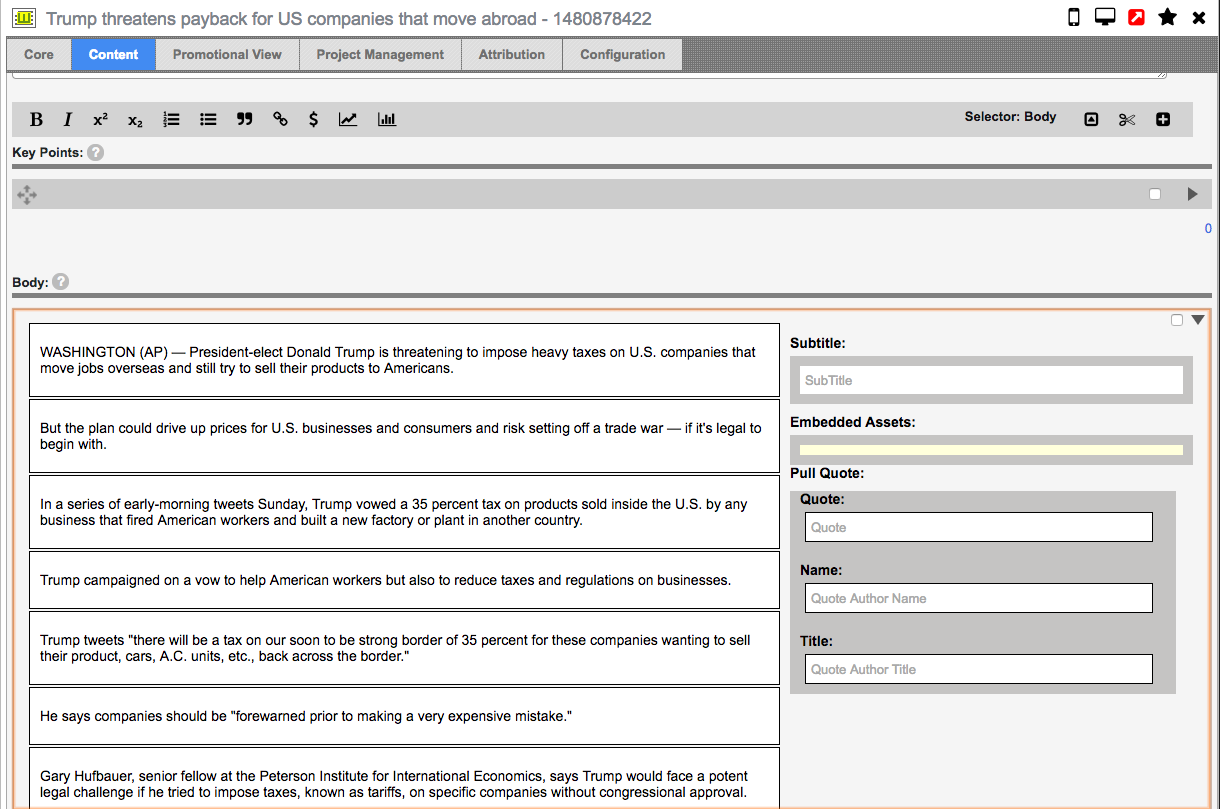 Trump threatens payback for US companies that move abroad - 1480878422
Core Content Promotional View Project Management Attribution Configuration
B I x² x₂ $ Selector: Body
Key Points: ?
0
Body: ?
WASHINGTON (AP) — President-elect Donald Trump is threatening to impose heavy taxes on U.S. companies that
move jobs overseas and still try to sell their products to Americans.
But the plan could drive up prices for U.S. businesses and consumers and risk setting off a trade war — if it's legal to
begin with.
In a series of early-morning tweets Sunday, Trump vowed a 35 percent tax on products sold inside the U.S. by any
business that fired American workers and built a new factory or plant in another country.
Trump campaigned on a vow to help American workers but also to reduce taxes and regulations on businesses.
Trump tweets "there will be a tax on our soon to be strong border of 35 percent for these companies wanting to sell
their product, cars, A.C. units, etc., back across the border."
He says companies should be "forewarned prior to making a very expensive mistake."
Gary Hufbauer, senior fellow at the Peterson Institute for International Economics, says Trump would face a potent
legal challenge if he tried to impose taxes, known as tariffs, on specific companies without congressional approval.
Subtitle:
SubTitle
Embedded Assets:
Pull Quote:
Quote:
Quote
Name:
Quote Author Name
Title:
Quote Author Title